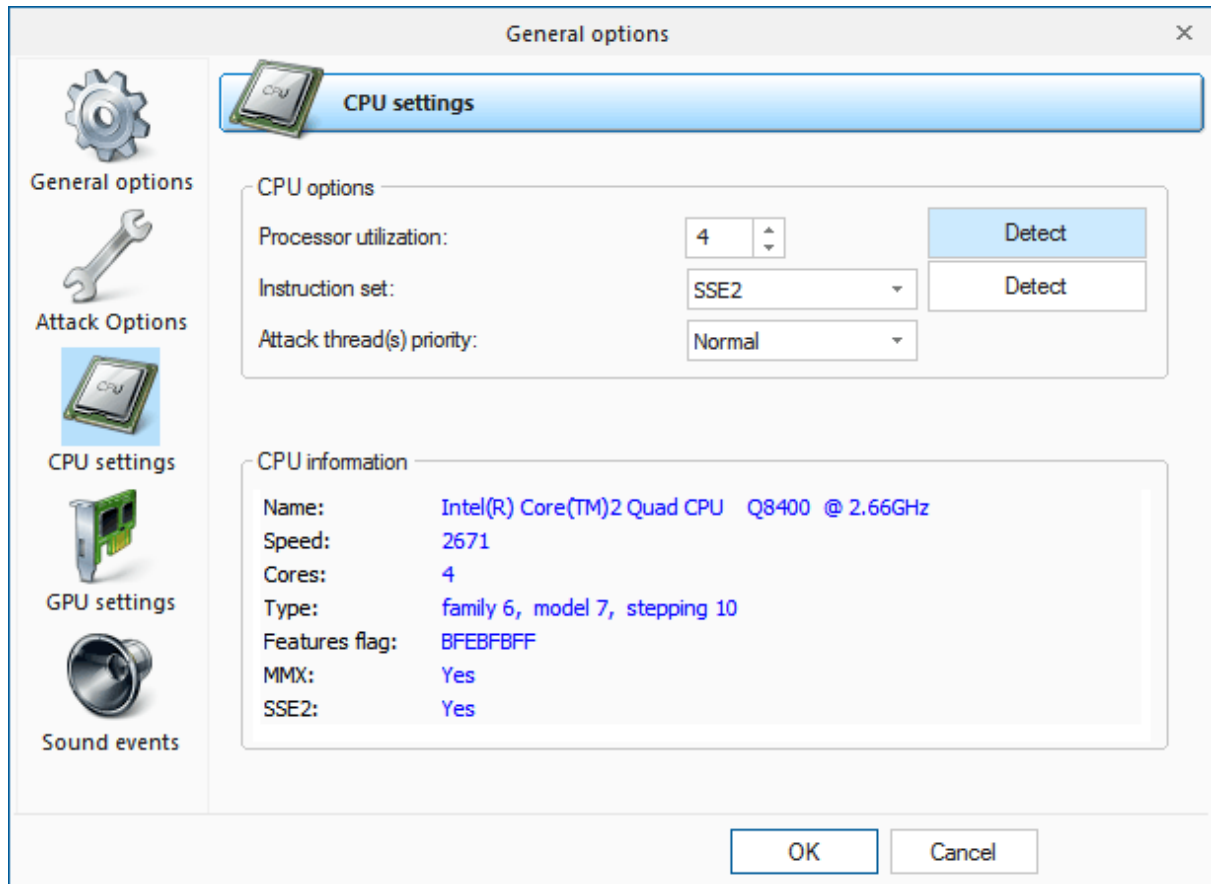 General options
General options
Attack Options
CPU
CPU settings
GPU settings
Sound events
CPU
CPU settings
CPU options
Processor utilization: 4 Detect
Instruction set: SSE2 Detect
Attack thread(s) priority: Normal
CPU information
Name: Intel(R) Core(TM)2 Quad CPU Q8400 @ 2.66GHz
Speed: 2671
Cores: 4
Type: family 6, model 7, stepping 10
Features flag: BFEBFBFF
MMX: Yes
SSE2: Yes
OK Cancel